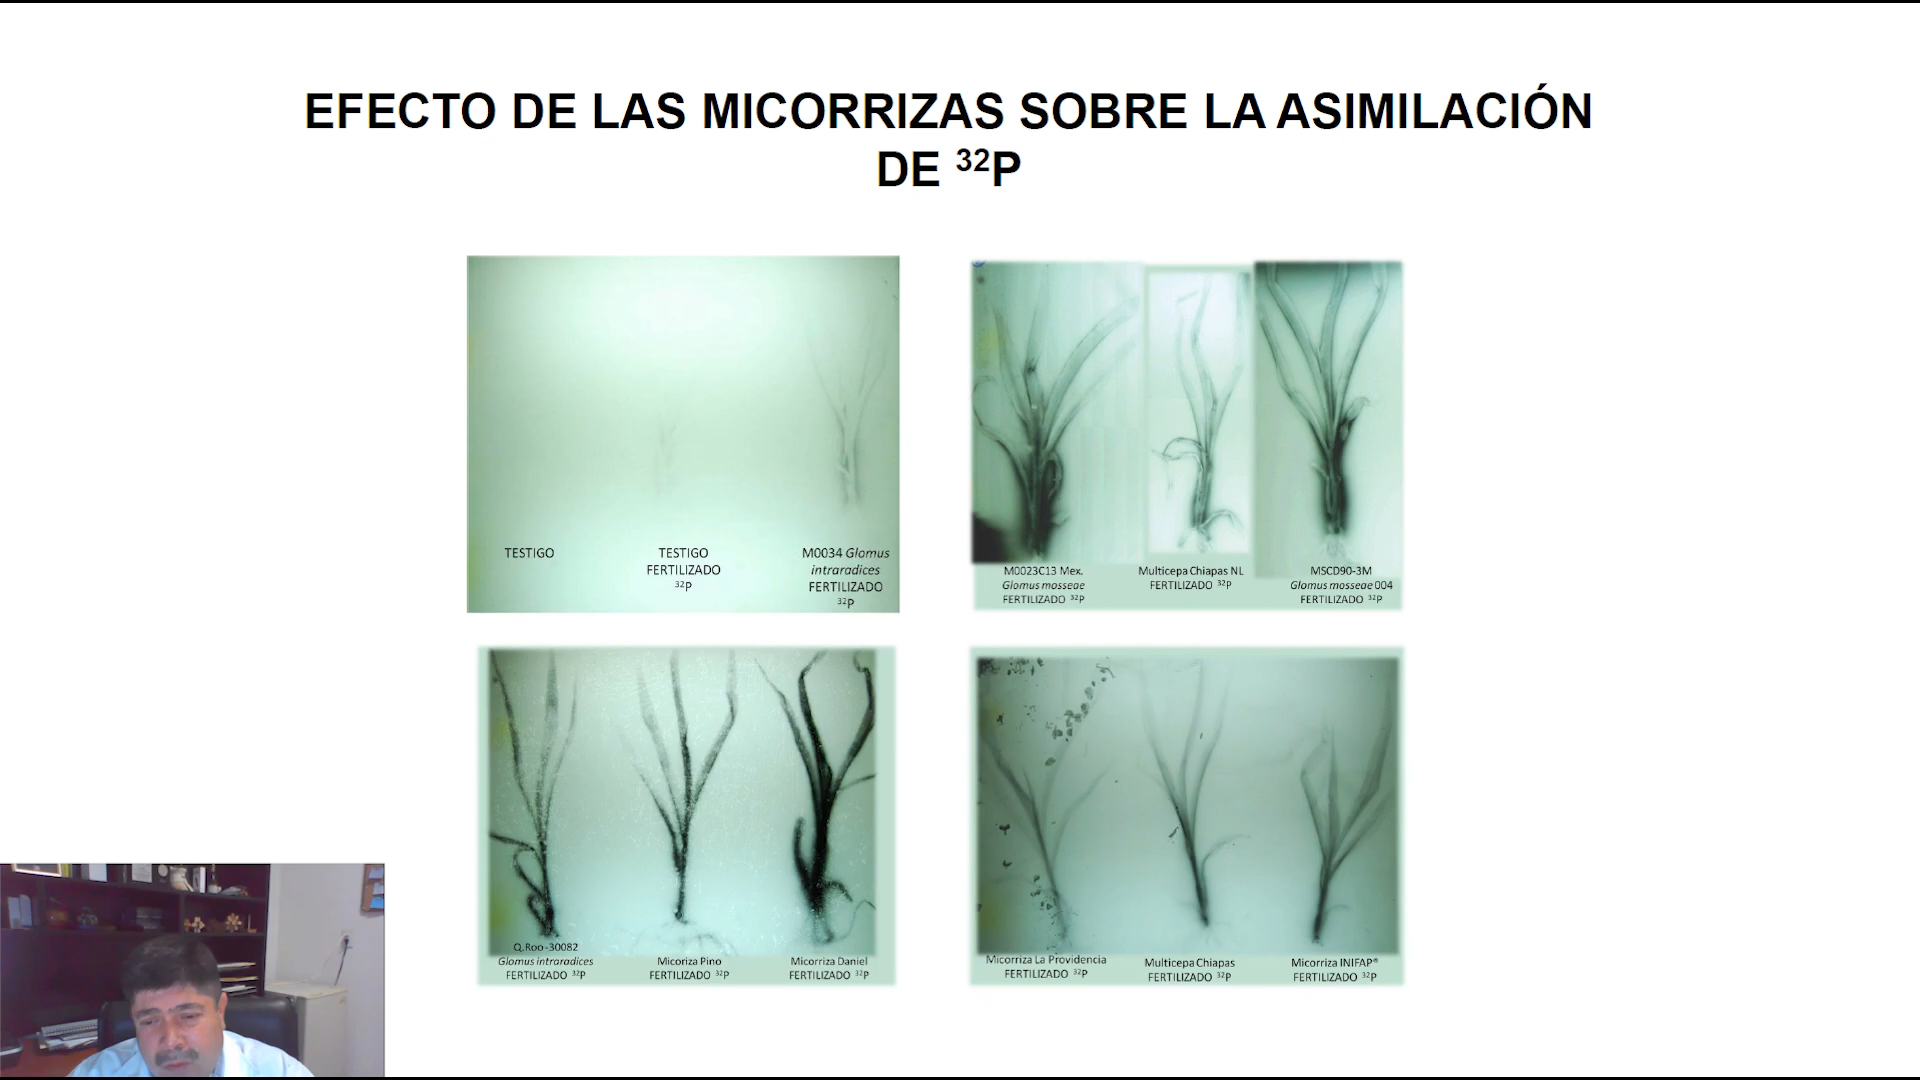 EFECTO DE LAS MICORRIZAS SOBRE LA ASIMILACIÓN
DE ³²P
TESTIGO
TESTIGO
FERTILIZADO
³²P
M0034 Glomus
intraradices
FERTILIZADO
³²P
M0023C13 Mex.
Glomus mosseae
FERTILIZADO ³²P
Multicepa Chiapas NL
FERTILIZADO ³²P
MSCD90-3M
Glomus mosseae 004
FERTILIZADO ³²P
Q.Roo-30082
Glomus intraradices
FERTILIZADO ³²P
Micoriza Pino
FERTILIZADO ³²P
Micorriza Daniel
FERTILIZADO ³²P
Micorriza La Providencia
FERTILIZADO ³²P
Multicepa Chiapas
FERTILIZADO ³²P
Micorriza INIFAP®
FERTILIZADO ³²P